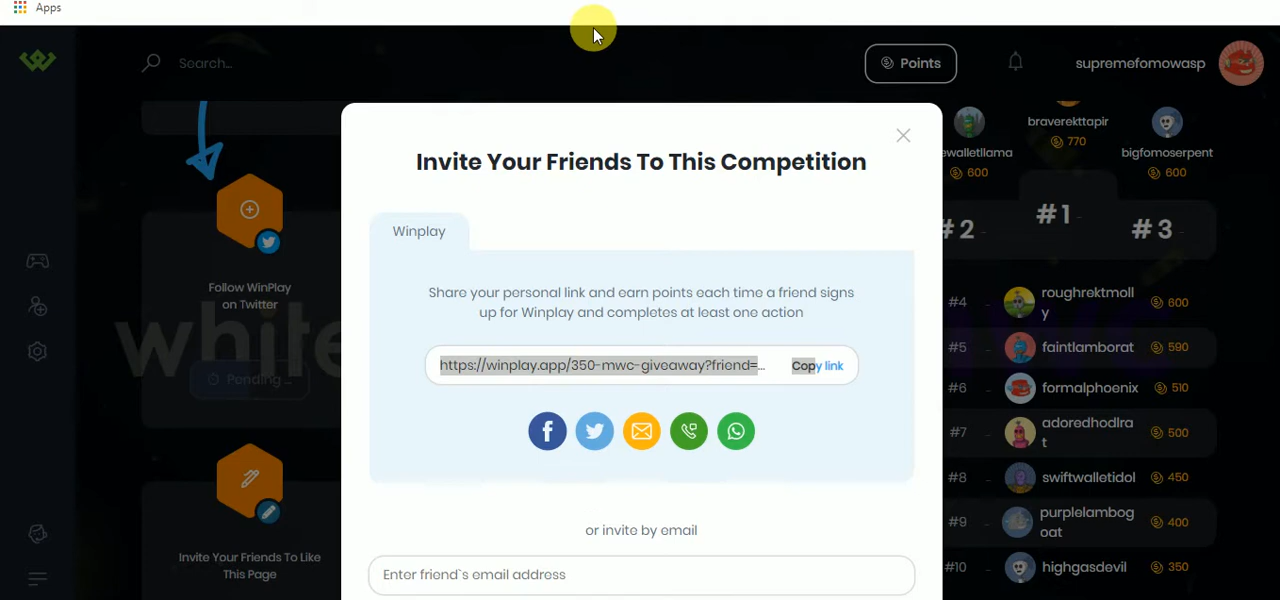 Apps
Search...
Points
supremefomowasp
Invite Your Friends To This Competition
Winplay
Share your personal link and earn points each time a friend signs
up for Winplay and completes at least one action
https://winplay.app/350-mwc-giveaway?friend=...
Copy link
or invite by email
Enter friend`s email address
Follow WinPlay
on Twitter
white
Pending ...
Invite Your Friends To Like
This Page
ewalletllama
600
braverekttapir
770
bigfomoserpent
600
#2 -
#1 -
#3 -
#4 - roughrektmoll
y 600
#5 - faintlamborat 590
#6 - formalphoenix 510
#7 - adoredhodlra
t 500
#8 - swiftwalletidol 450
#9 - purplelambog
oat 400
#10 - highgasdevil 350